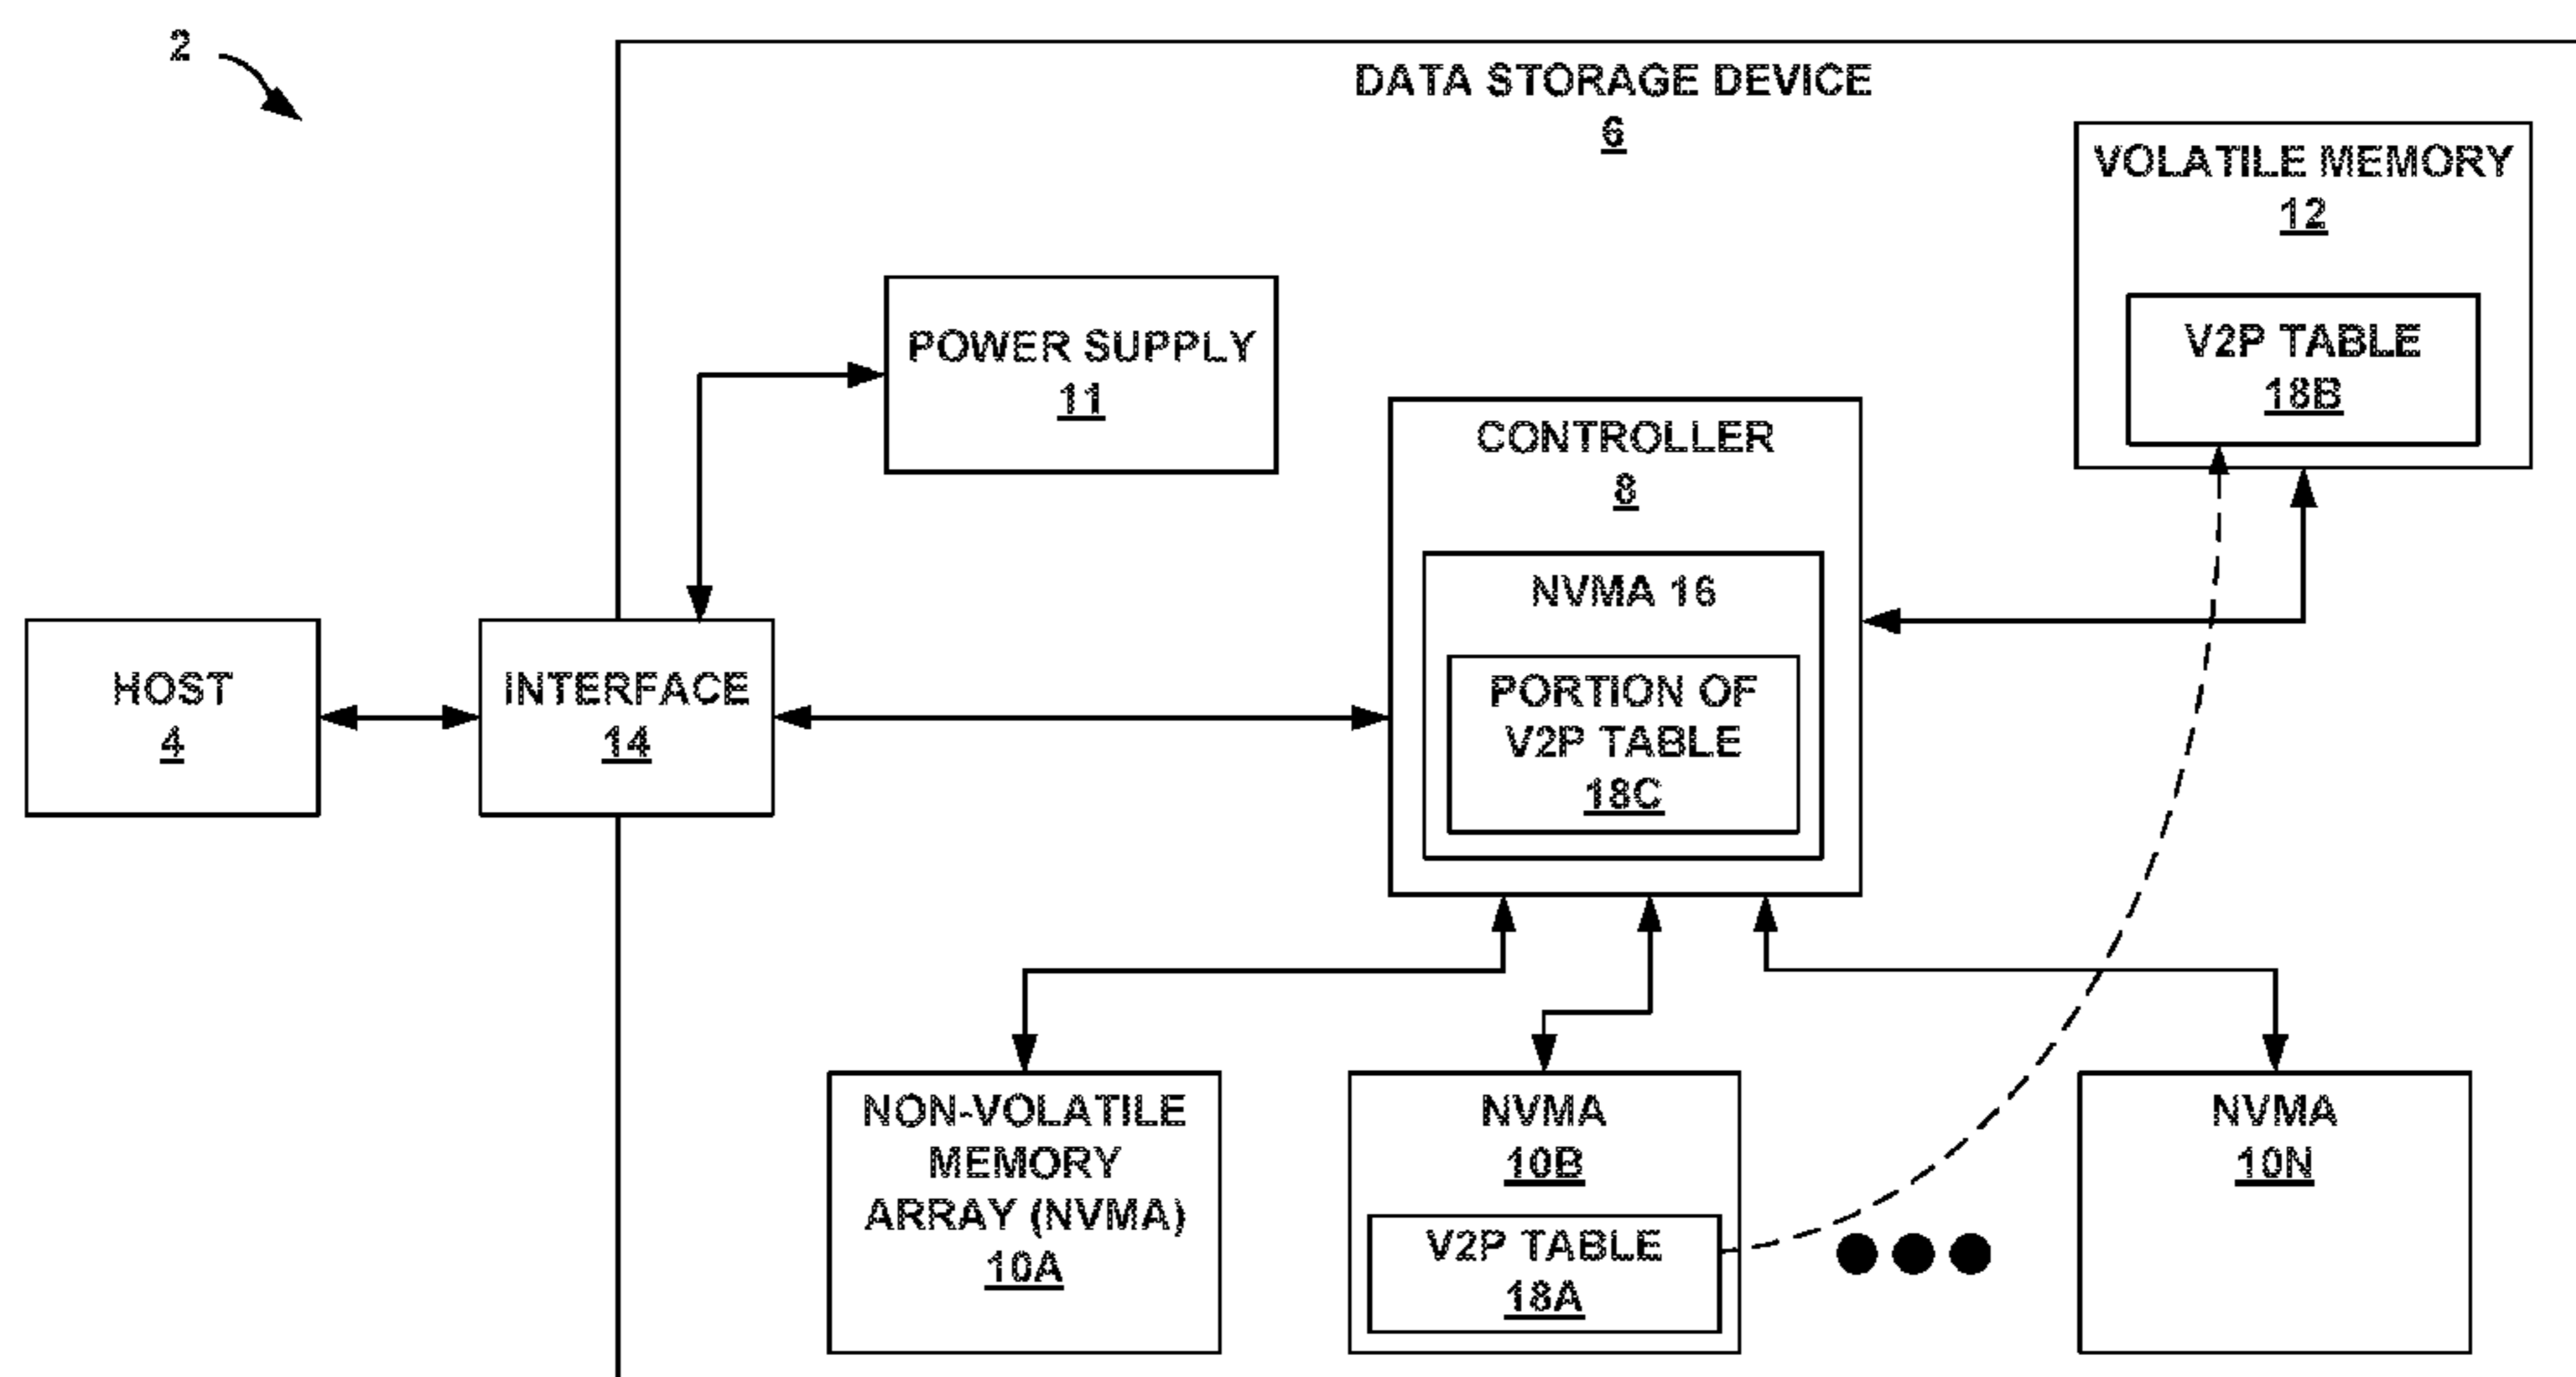 2
DATA STORAGE DEVICE
6
VOLATILE MEMORY
12
V2P TABLE
18B
POWER SUPPLY
11
CONTROLLER
8
NVMA 16
PORTION OF
V2P TABLE
18C
HOST
4
INTERFACE
14
NON-VOLATILE
MEMORY
ARRAY (NVMA)
10A
NVMA
10B
V2P TABLE
18A
NVMA
10N